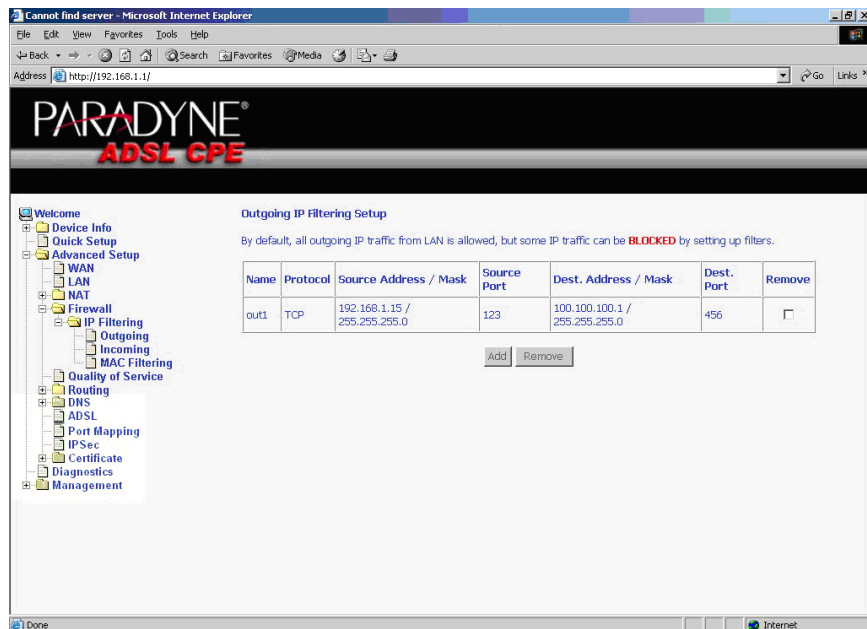 Cannot find server - Microsoft Internet Explorer
File Edit View Favorites Tools Help
Back Search Favorites Media
Address http://192.168.1.1/ Go Links »
PARADYNE®
ADSL CPE
Welcome
Device Info
Quick Setup
Advanced Setup
WAN
LAN
NAT
Firewall
IP Filtering
Outgoing
Incoming
MAC Filtering
Quality of Service
Routing
DNS
ADSL
Port Mapping
IPSec
Certificate
Diagnostics
Management
Outgoing IP Filtering Setup
By default, all outgoing IP traffic from LAN is allowed, but some IP traffic can be BLOCKED by setting up filters.
Name Protocol Source Address / Mask Source Port Dest. Address / Mask Dest. Port Remove
out1 TCP 192.168.1.15 / 255.255.255.0 123 100.100.100.1 / 255.255.255.0 456
Add Remove
Done Internet